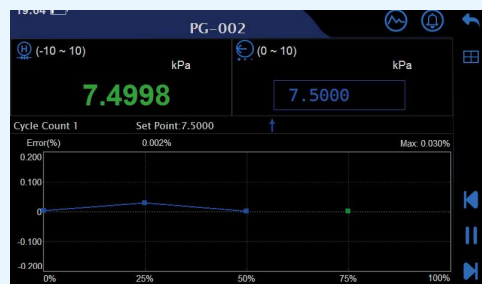 19:04
PG-002
H (-10 ~ 10)
kPa
7.4998
(0 ~ 10)
kPa
7.5000
Cycle Count 1 Set Point:7.5000
Error(%) 0.002% Max: 0.030%
0.200
0.100
0
-0.100
-0.200
0% 25% 50% 75% 100%